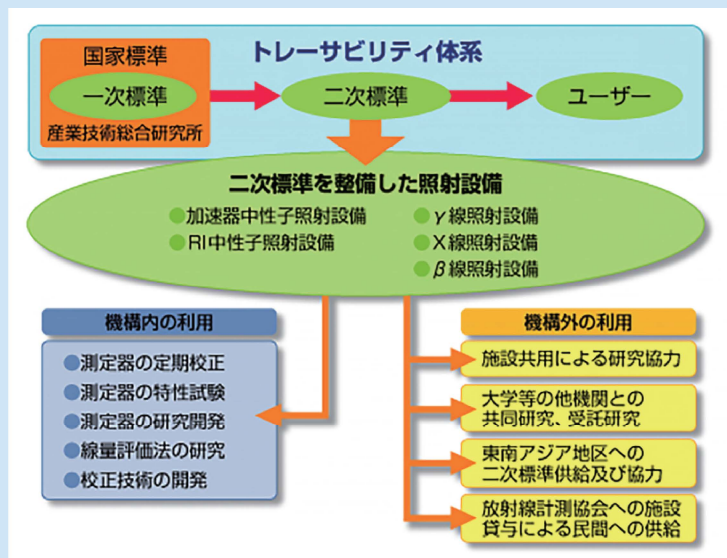 国家標準
トレーサビリティ体系
一次標準
二次標準
ユーザー
産業技術総合研究所
二次標準を整備した照射設備
●加速器中性子照射設備
●RI中性子照射設備
●γ線照射設備
●X線照射設備
●β線照射設備
機構内の利用
●測定器の定期校正
●測定器の特性試験
●測定器の研究開発
●線量評価法の研究
●校正技術の開発
機構外の利用
施設共用による研究協力
大学等の他機関との
共同研究、受託研究
東南アジア地区への
二次標準供給及び協力
放射線計測協会への施設
貸与による民間への供給